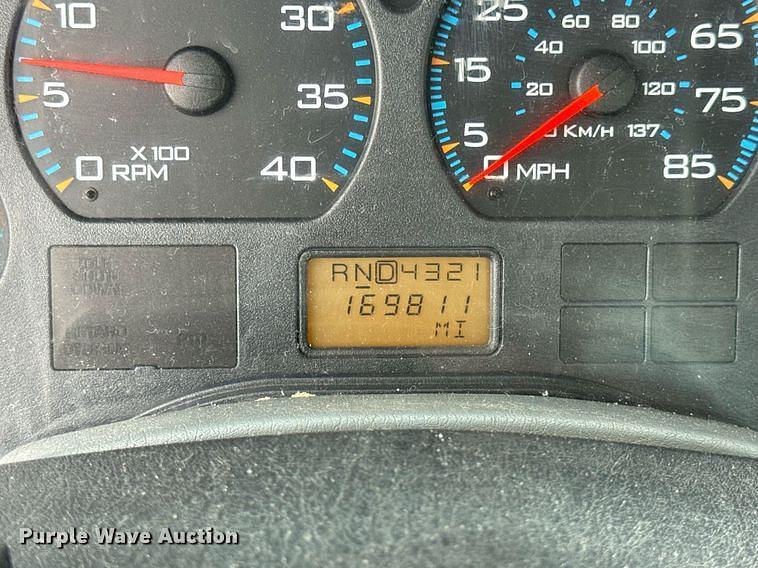 10 30
5 35
0 X100 RPM 40
25 60 80 65
40 100
15 20 120 75
5 Km/H 137
0 MPH 85
RND4321
169811
MI
Purple Wave Auction